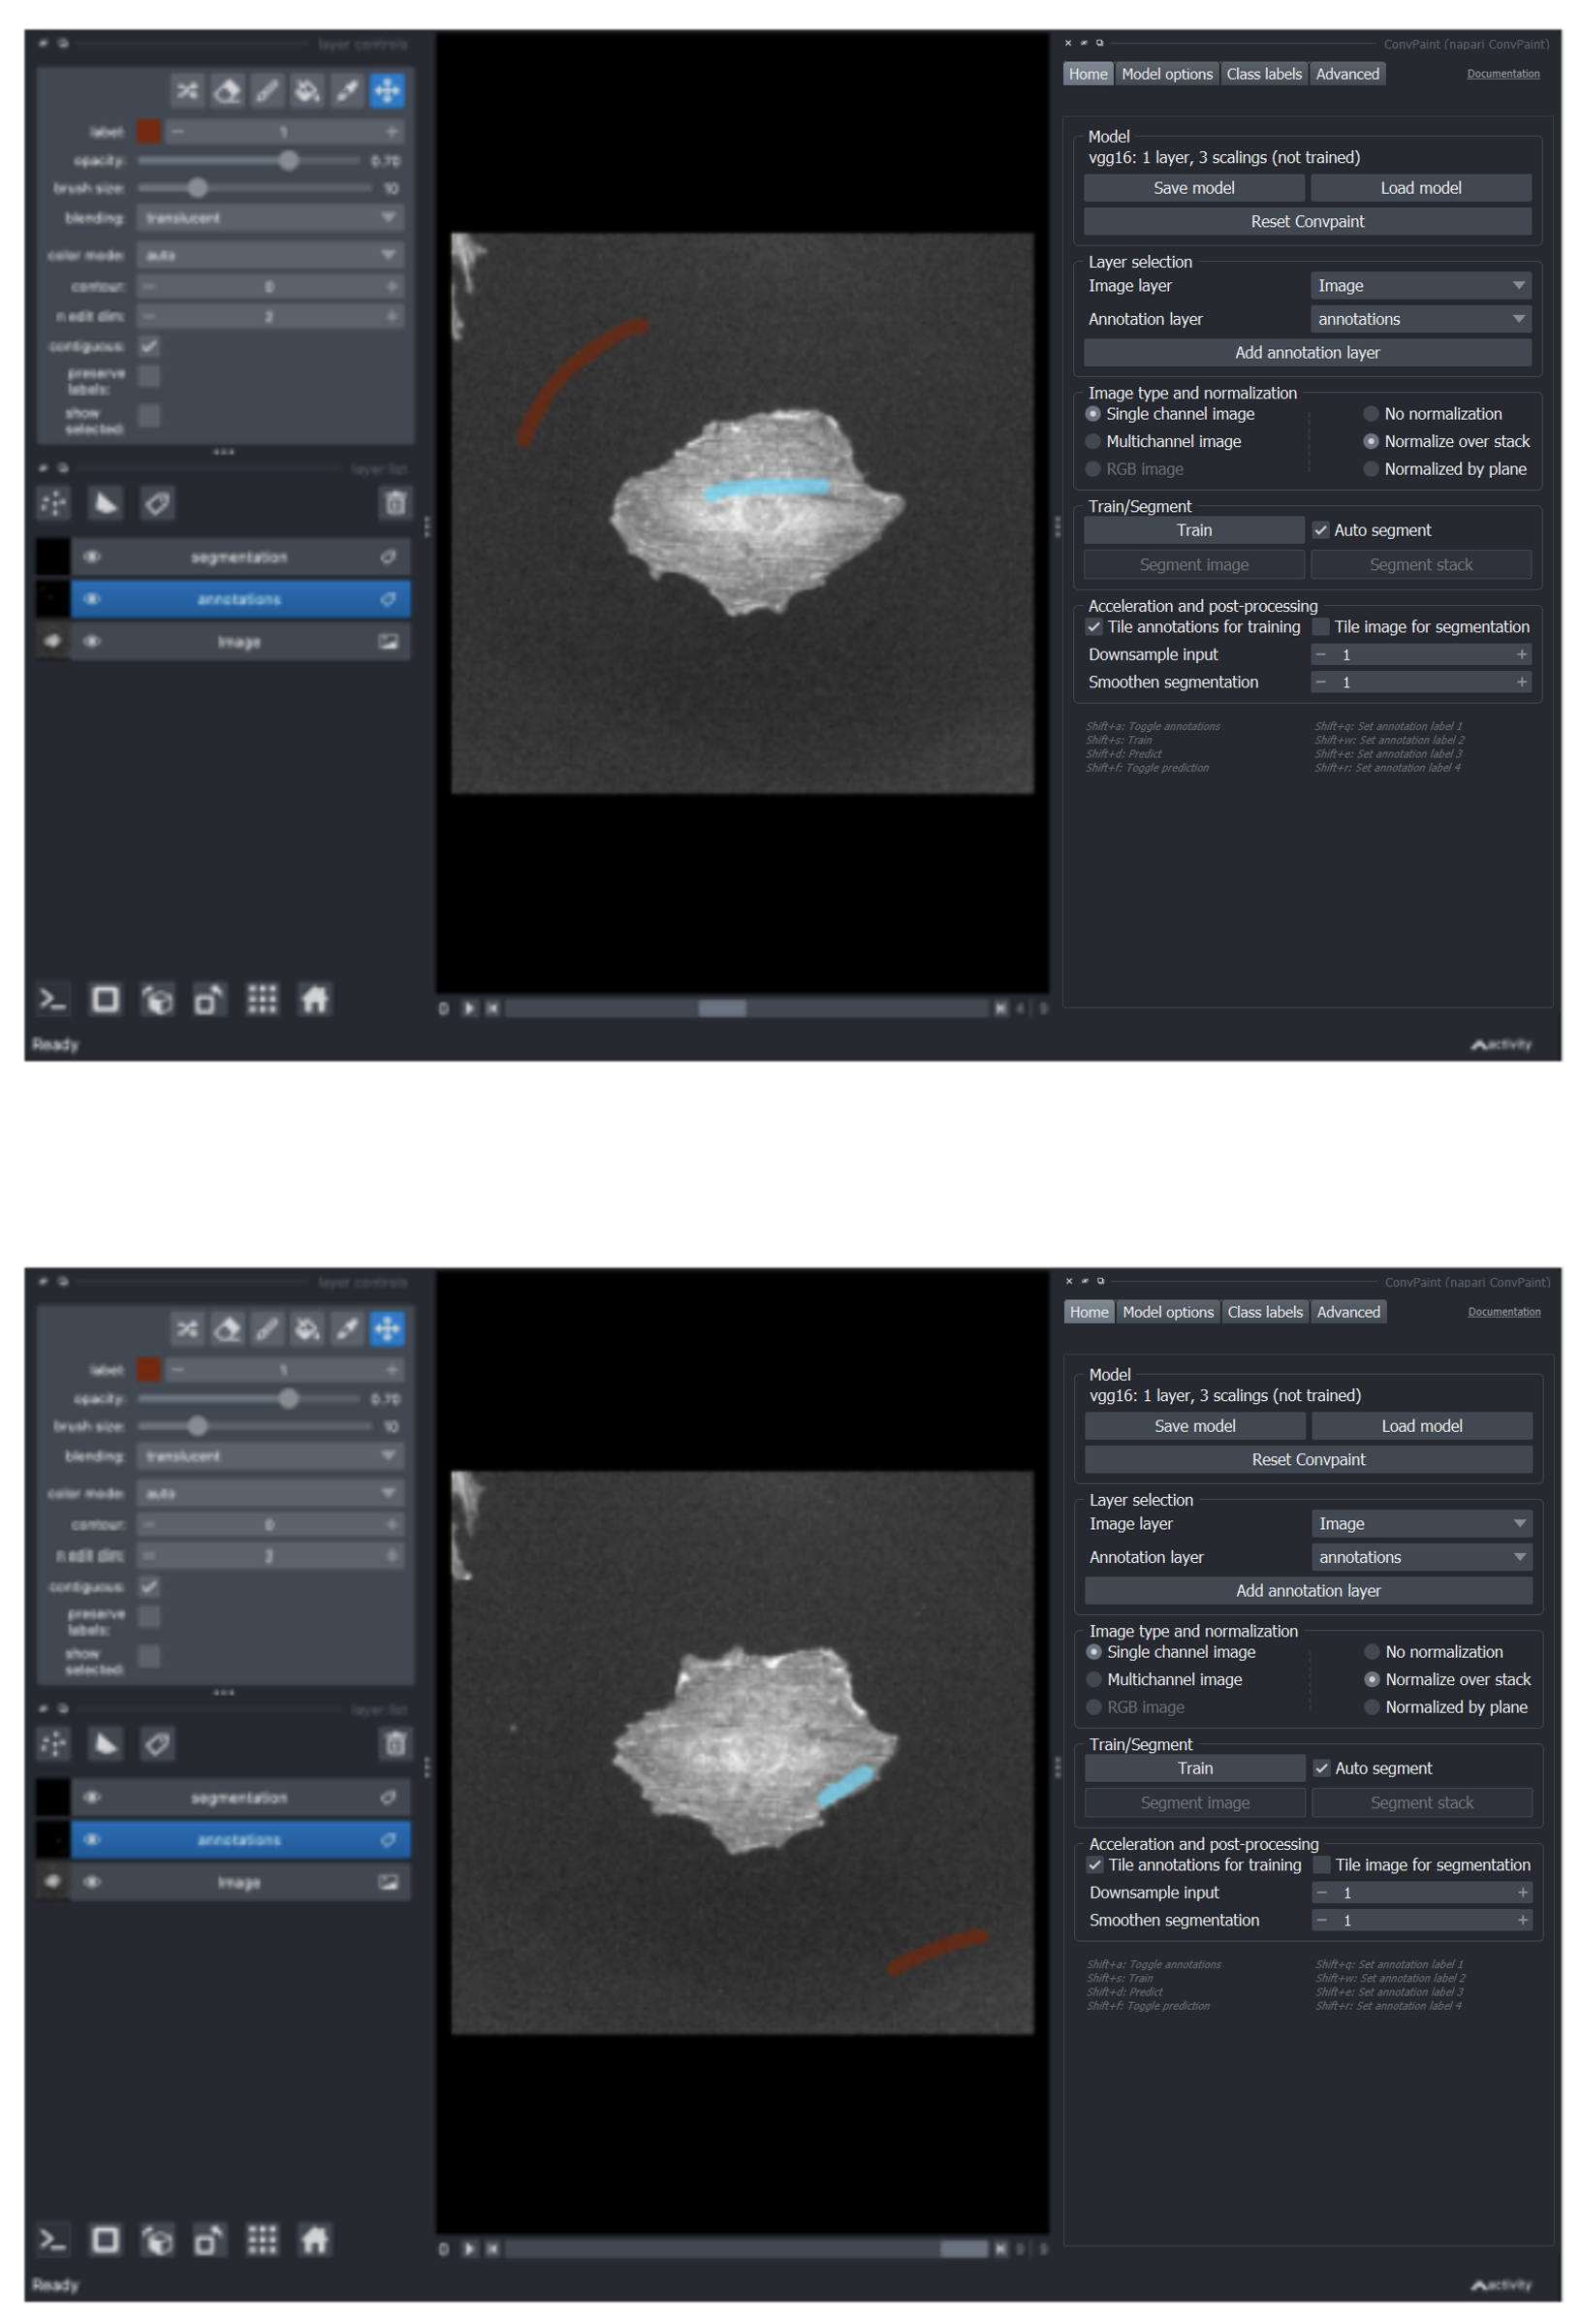 layer controls
label: 1
opacity: 0.70
brush size: 10
blending: translucent
color mode: auto
contour: 0
n edit dim: 2
contiguous:
preserve
labels:
show
selected:
layer list
segmentation
annotations
Image
0 4 9
Ready
activity
ConvPaint (napari ConvPaint)
Home Model options Class labels Advanced Documentation
Model
vgg16: 1 layer, 3 scalings (not trained)
Save model Load model
Reset Convpaint
Layer selection
Image layer Image
Annotation layer annotations
Add annotation layer
Image type and normalization
Single channel image No normalization
Multichannel image Normalize over stack
RGB image Normalized by plane
Train/Segment
Train Auto segment
Segment image Segment stack
Acceleration and post-processing
Tile annotations for training Tile image for segmentation
Downsample input 1
Smoothen segmentation 1
Shift+a: Toggle annotations Shift+q: Set annotation label 1
Shift+s: Train Shift+w: Set annotation label 2
Shift+d: Predict Shift+e: Set annotation label 3
Shift+f: Toggle prediction Shift+r: Set annotation label 4
layer controls
label: 1
opacity: 0.70
brush size: 10
blending: translucent
color mode: auto
contour: 0
n edit dim: 2
contiguous:
preserve
labels:
show
selected:
layer list
segmentation
annotations
Image
0 9 9
Ready
activity
ConvPaint (napari ConvPaint)
Home Model options Class labels Advanced Documentation
Model
vgg16: 1 layer, 3 scalings (not trained)
Save model Load model
Reset Convpaint
Layer selection
Image layer Image
Annotation layer annotations
Add annotation layer
Image type and normalization
Single channel image No normalization
Multichannel image Normalize over stack
RGB image Normalized by plane
Train/Segment
Train Auto segment
Segment image Segment stack
Acceleration and post-processing
Tile annotations for training Tile image for segmentation
Downsample input 1
Smoothen segmentation 1
Shift+a: Toggle annotations Shift+q: Set annotation label 1
Shift+s: Train Shift+w: Set annotation label 2
Shift+d: Predict Shift+e: Set annotation label 3
Shift+f: Toggle prediction Shift+r: Set annotation label 4